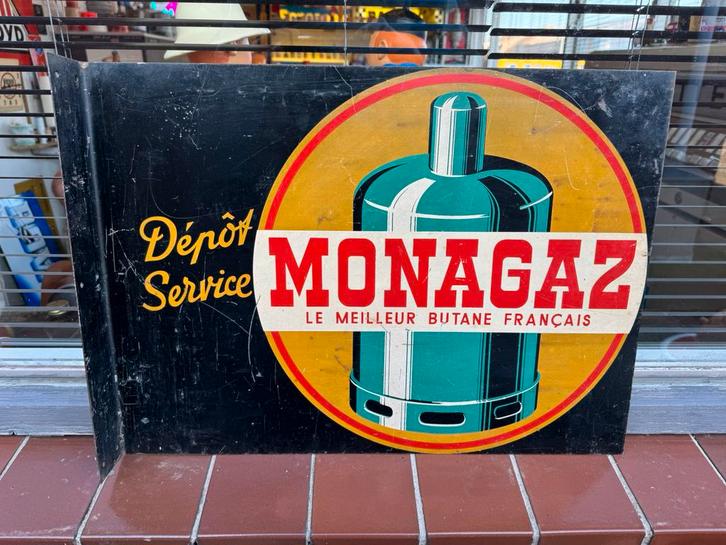 Dépôt
Service
MONAGAZ
LE MEILLEUR BUTANE FRANÇAIS